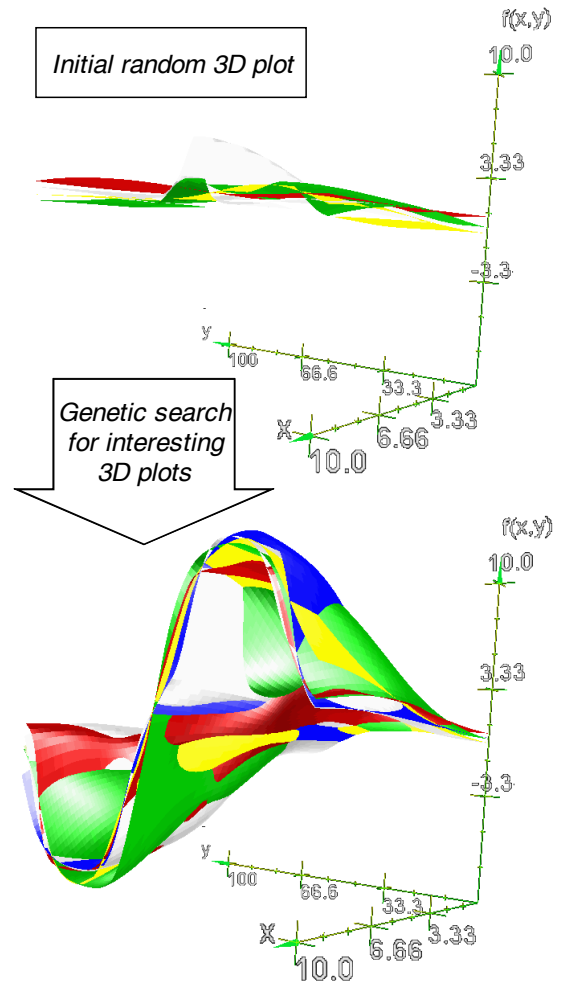 f(x,y)
Initial random 3D plot
10.0
3.33
-3.3
y
100
66.6
33.3
3.33
6.66
X
10.0
Genetic search
for interesting
3D plots
f(x,y)
10.0
3.33
-3.3
y
100
66.6
33.3
3.33
6.66
X
10.0